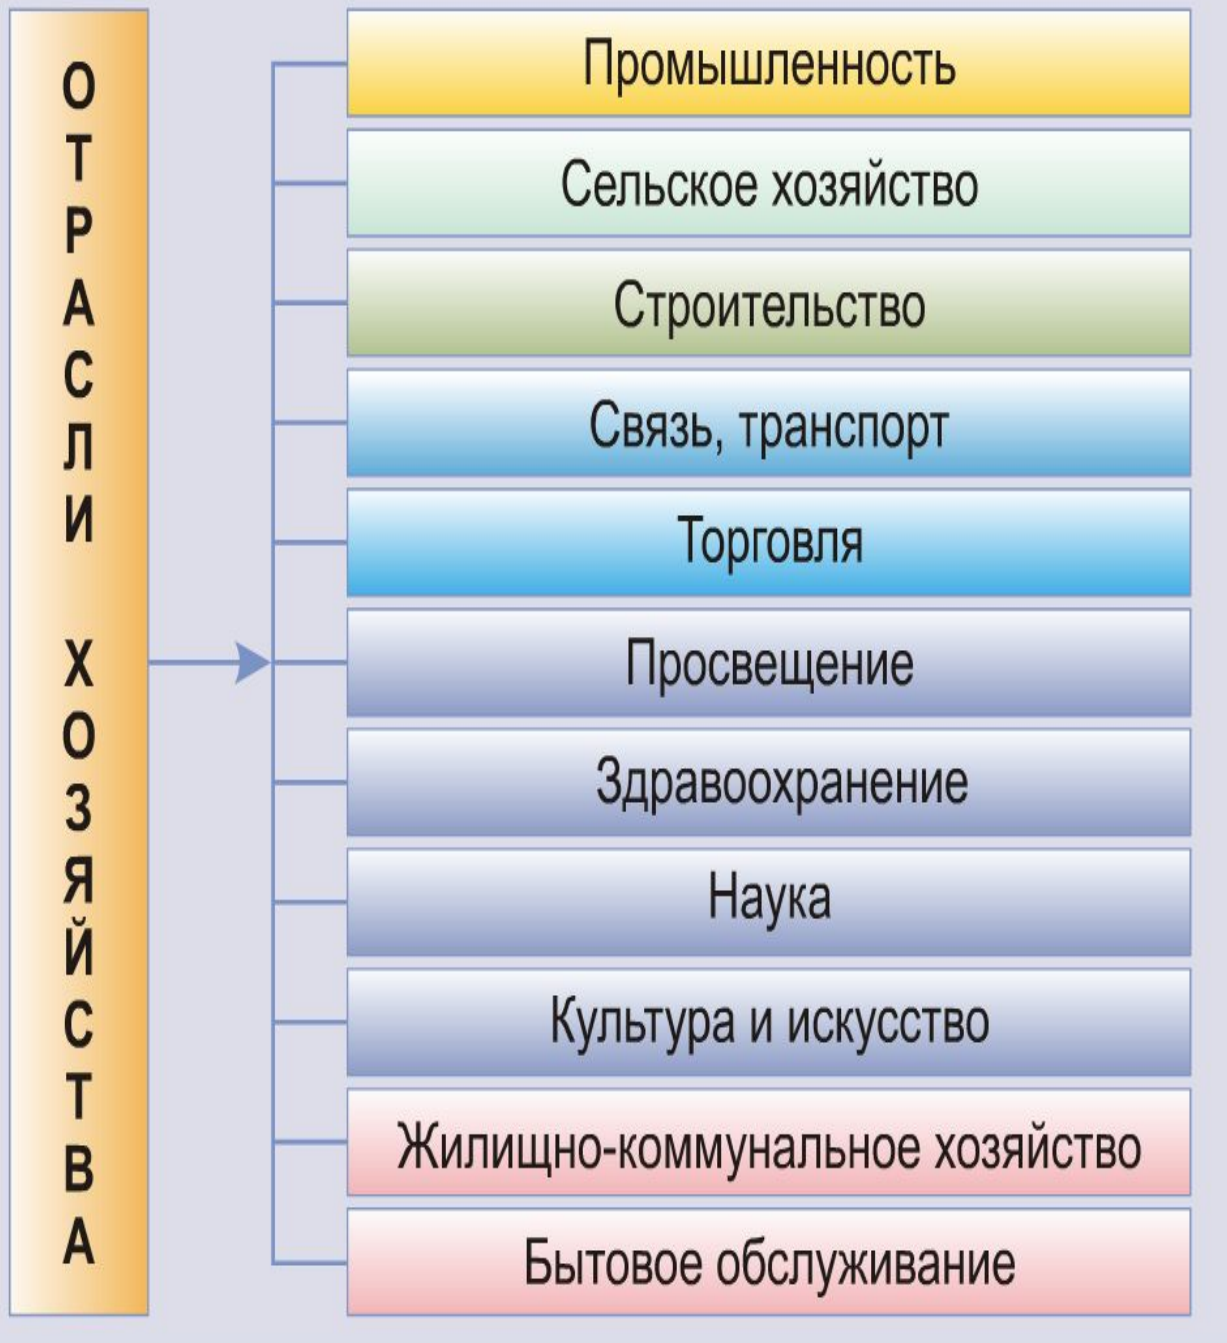 ОТРАСЛИ ХОЗЯЙСТВА
Промышленность
Сельское хозяйство
Строительство
Связь, транспорт
Торговля
Просвещение
Здравоохранение
Наука
Культура и искусство
Жилищно-коммунальное хозяйство
Бытовое обслуживание